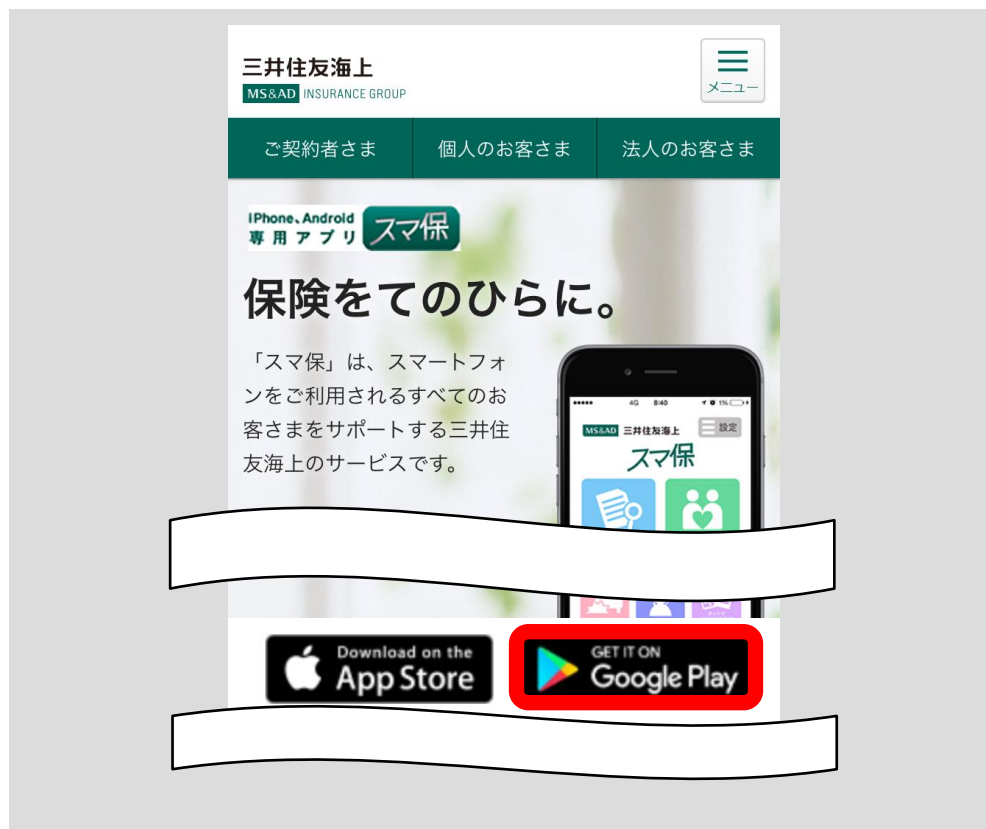 三井住友海上
MS&AD INSURANCE GROUP
メニュー
ご契約者さま
個人のお客さま
法人のお客さま
iPhone、Android
専用アプリ
スマ保
保険をてのひらに。
「スマ保」は、スマートフォ
ンをご利用されるすべてのお
客さまをサポートする三井住
友海上のサービスです。
4G 8:40 1%
MS&AD 三井住友海上
設定
スマ保
Download on the
App Store
GET IT ON
Google Play